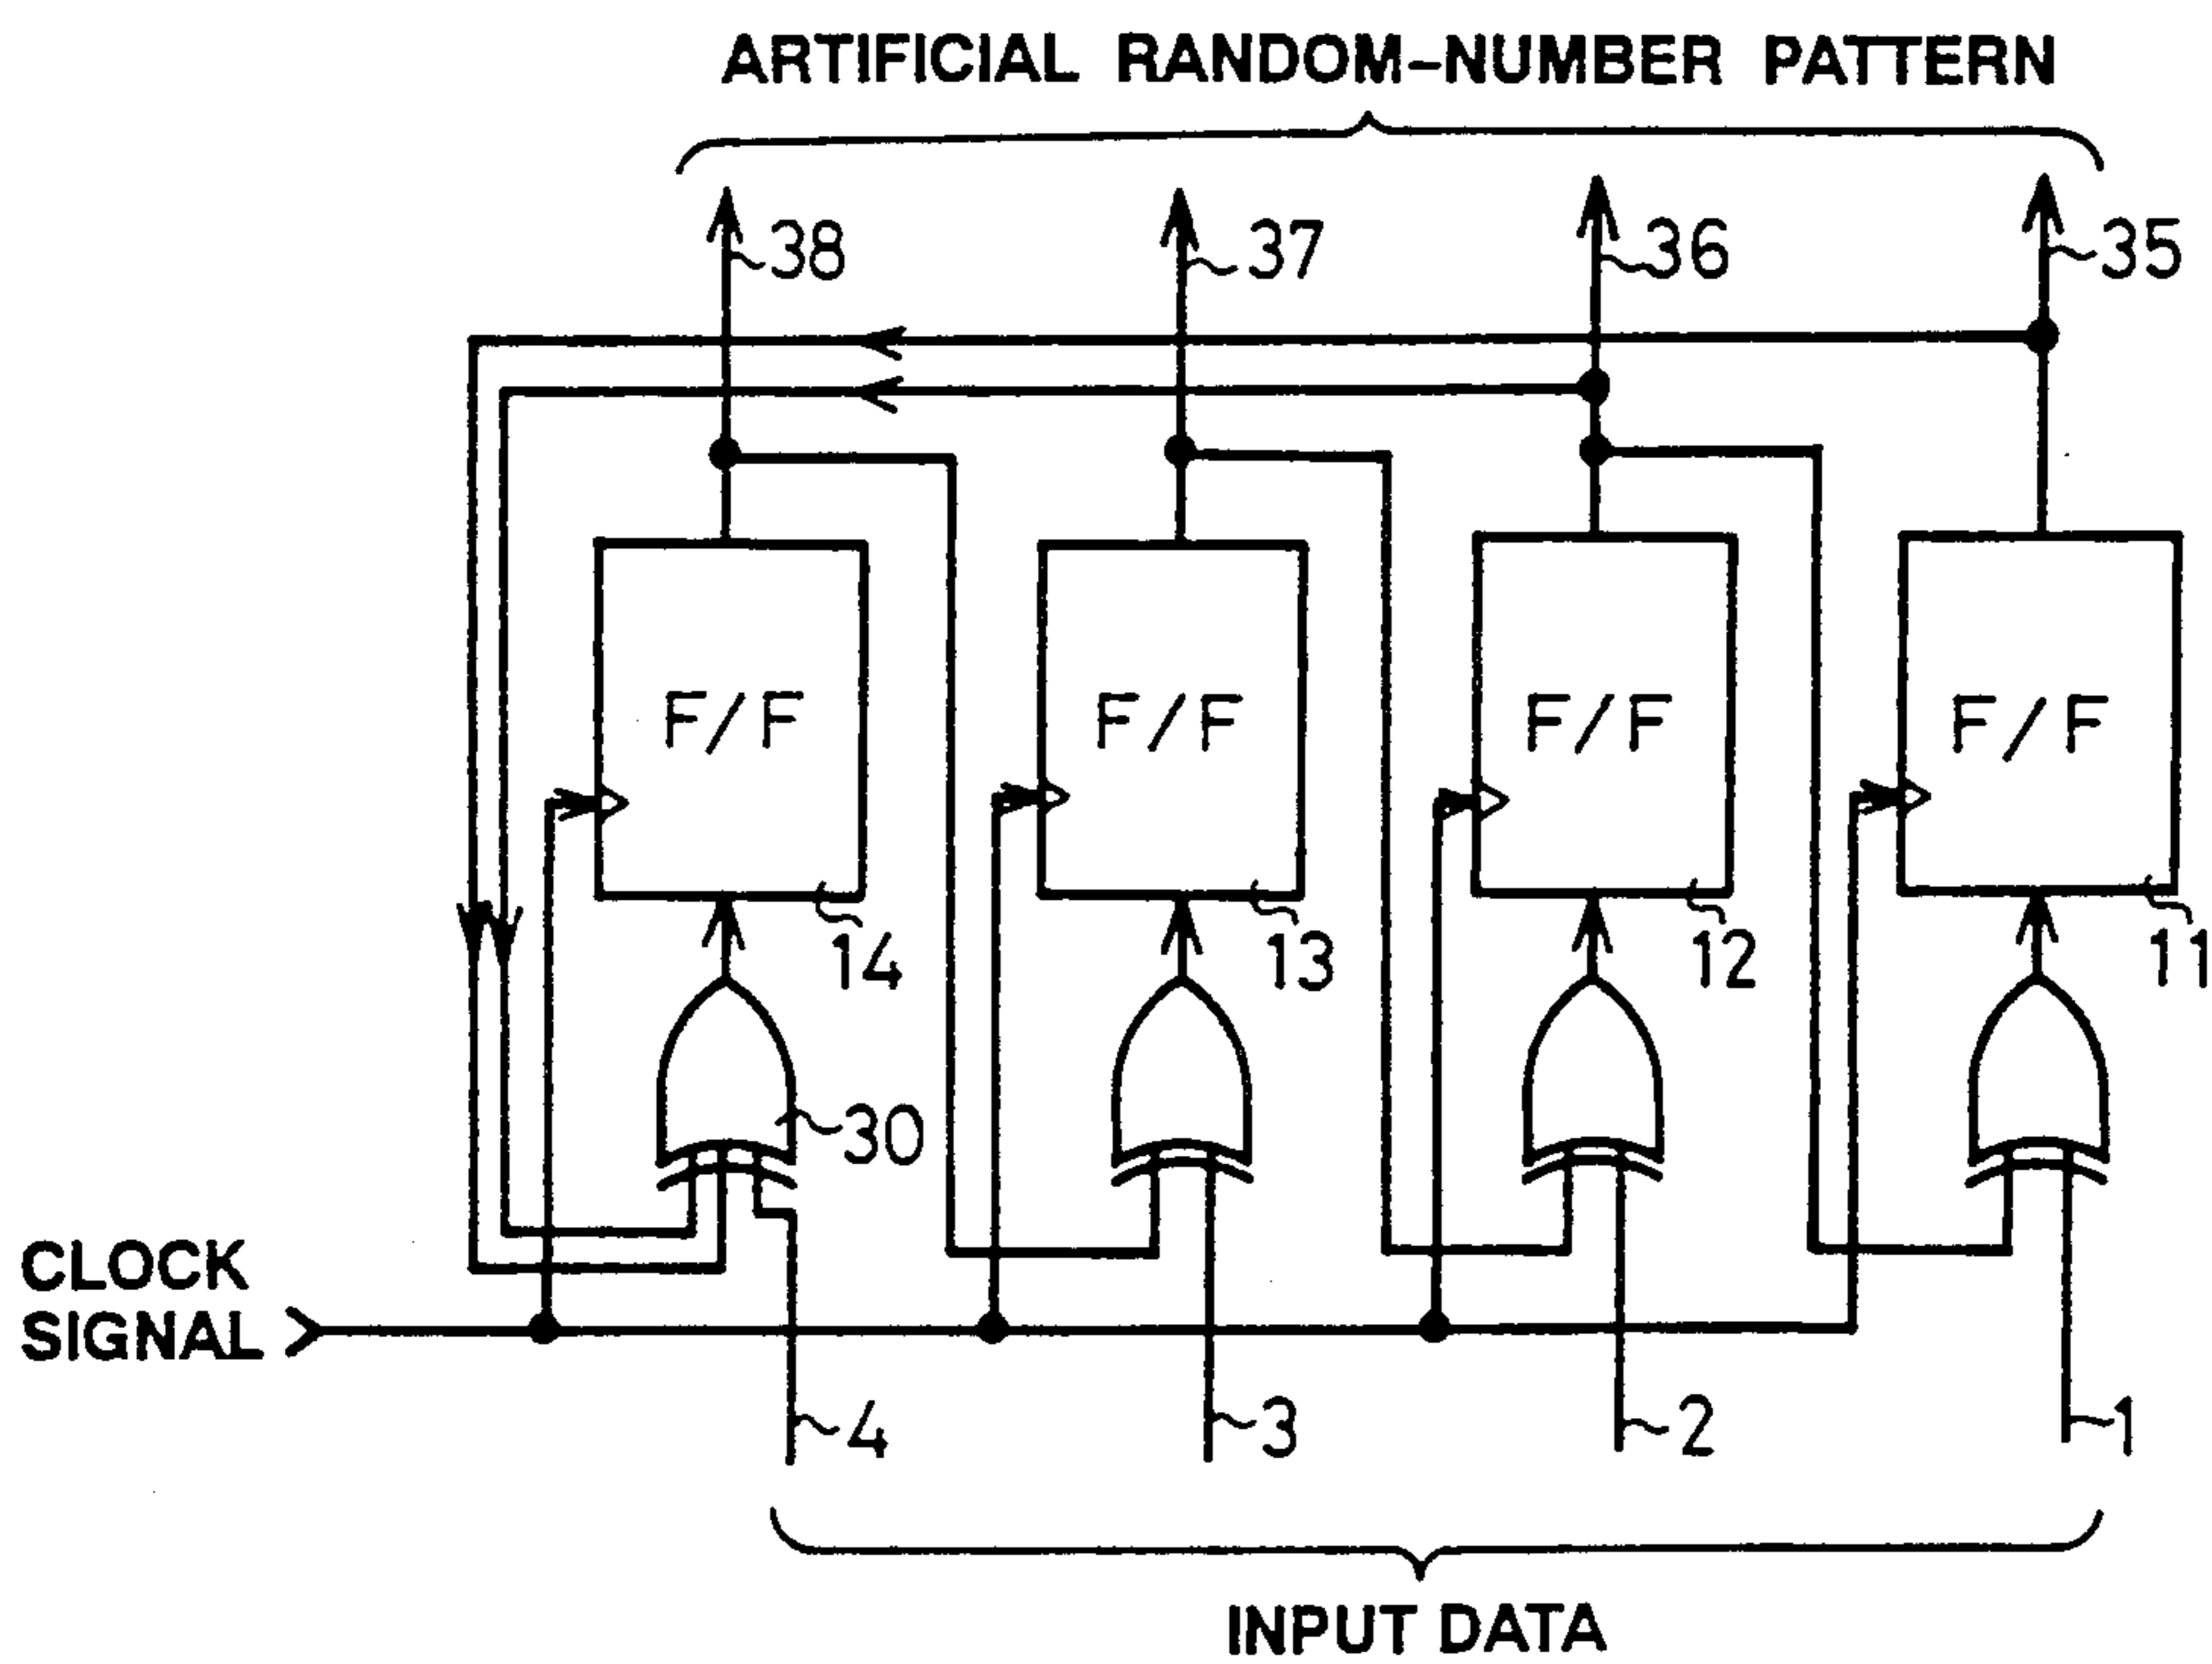 ARTIFICIAL RANDOM-NUMBER PATTERN
38 37 36 35
F/F F/F F/F F/F
14 13 12 11
30
CLOCK
SIGNAL
4 3 2 1
INPUT DATA